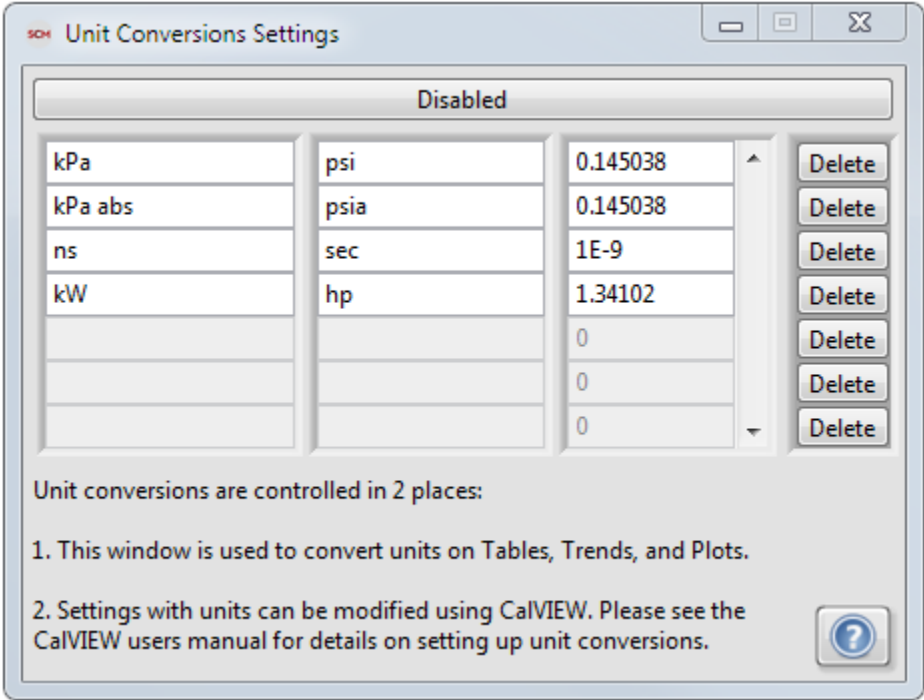 SCM Unit Conversions Settings
Disabled
kPa psi 0.145038 Delete
kPa abs psia 0.145038 Delete
ns sec 1E-9 Delete
kW hp 1.34102 Delete
0 Delete
0 Delete
0 Delete
Unit conversions are controlled in 2 places:
1. This window is used to convert units on Tables, Trends, and Plots.
2. Settings with units can be modified using CalVIEW. Please see the
CalVIEW users manual for details on setting up unit conversions.
?